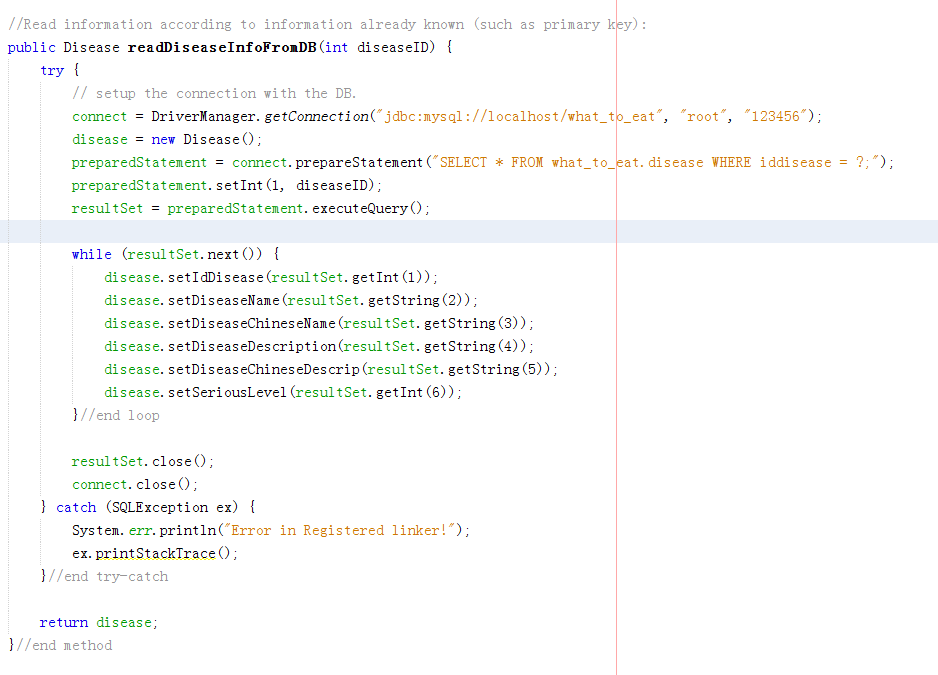 //Read information according to information already known (such as primary key):
public Disease readDiseaseInfoFromDB(int diseaseID) {
    try {
        // setup the connection with the DB.
        connect = DriverManager.getConnection("jdbc:mysql://localhost/what_to_eat", "root", "123456");
        disease = new Disease();
        preparedStatement = connect.prepareStatement("SELECT * FROM what_to_eat.disease WHERE iddisease = ?;");
        preparedStatement.setInt(1, diseaseID);
        resultSet = preparedStatement.executeQuery();

        while (resultSet.next()) {
            disease.setIdDisease(resultSet.getInt(1));
            disease.setDiseaseName(resultSet.getString(2));
            disease.setDiseaseChineseName(resultSet.getString(3));
            disease.setDiseaseDescription(resultSet.getString(4));
            disease.setDiseaseChineseDescrip(resultSet.getString(5));
            disease.setSeriousLevel(resultSet.getInt(6));
        }//end loop

        resultSet.close();
        connect.close();
    } catch (SQLException ex) {
        System.err.println("Error in Registered linker!");
        ex.printStackTrace();
    }//end try-catch

    return disease;
}//end method